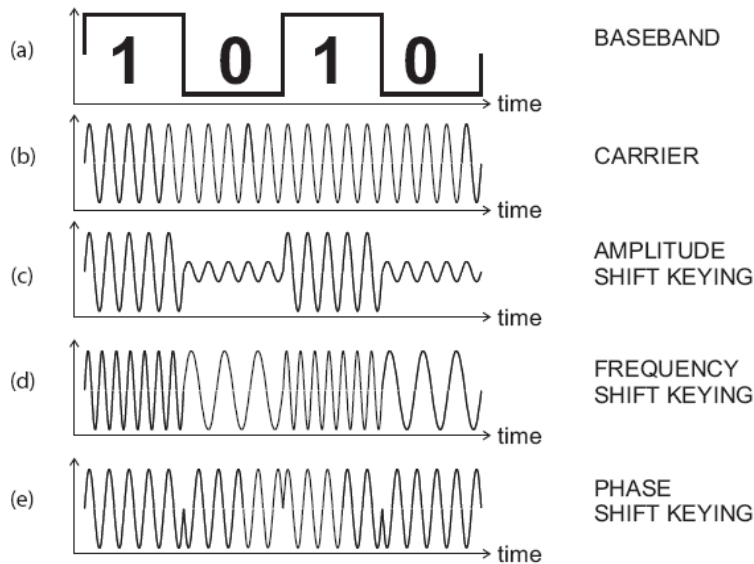 (a) 1 0 1 0 BASEBAND
time
(b) CARRIER
time
(c) AMPLITUDE
SHIFT KEYING
time
(d) FREQUENCY
SHIFT KEYING
time
(e) PHASE
SHIFT KEYING
time